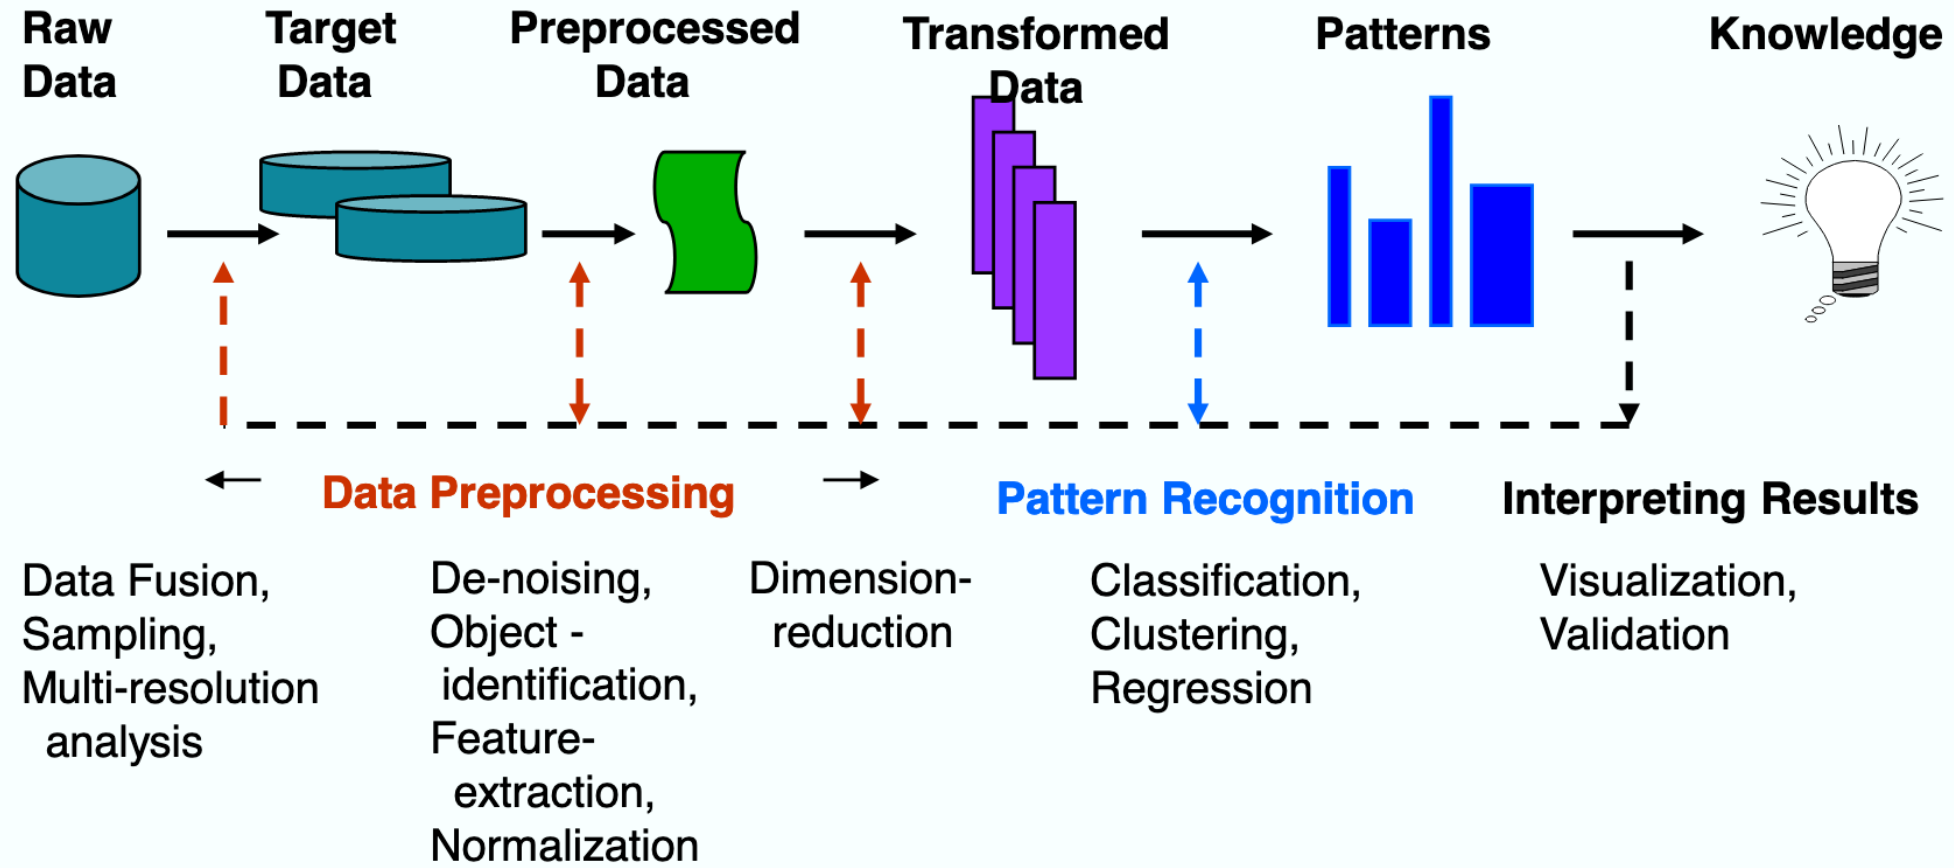 Raw
Data
Target
Data
Preprocessed
Data
Transformed
Data
Patterns
Knowledge
Data Preprocessing
Pattern Recognition
Interpreting Results
Data Fusion,
Sampling,
Multi-resolution
analysis
De-noising,
Object -
identification,
Feature-
extraction,
Normalization
Dimension-
reduction
Classification,
Clustering,
Regression
Visualization,
Validation